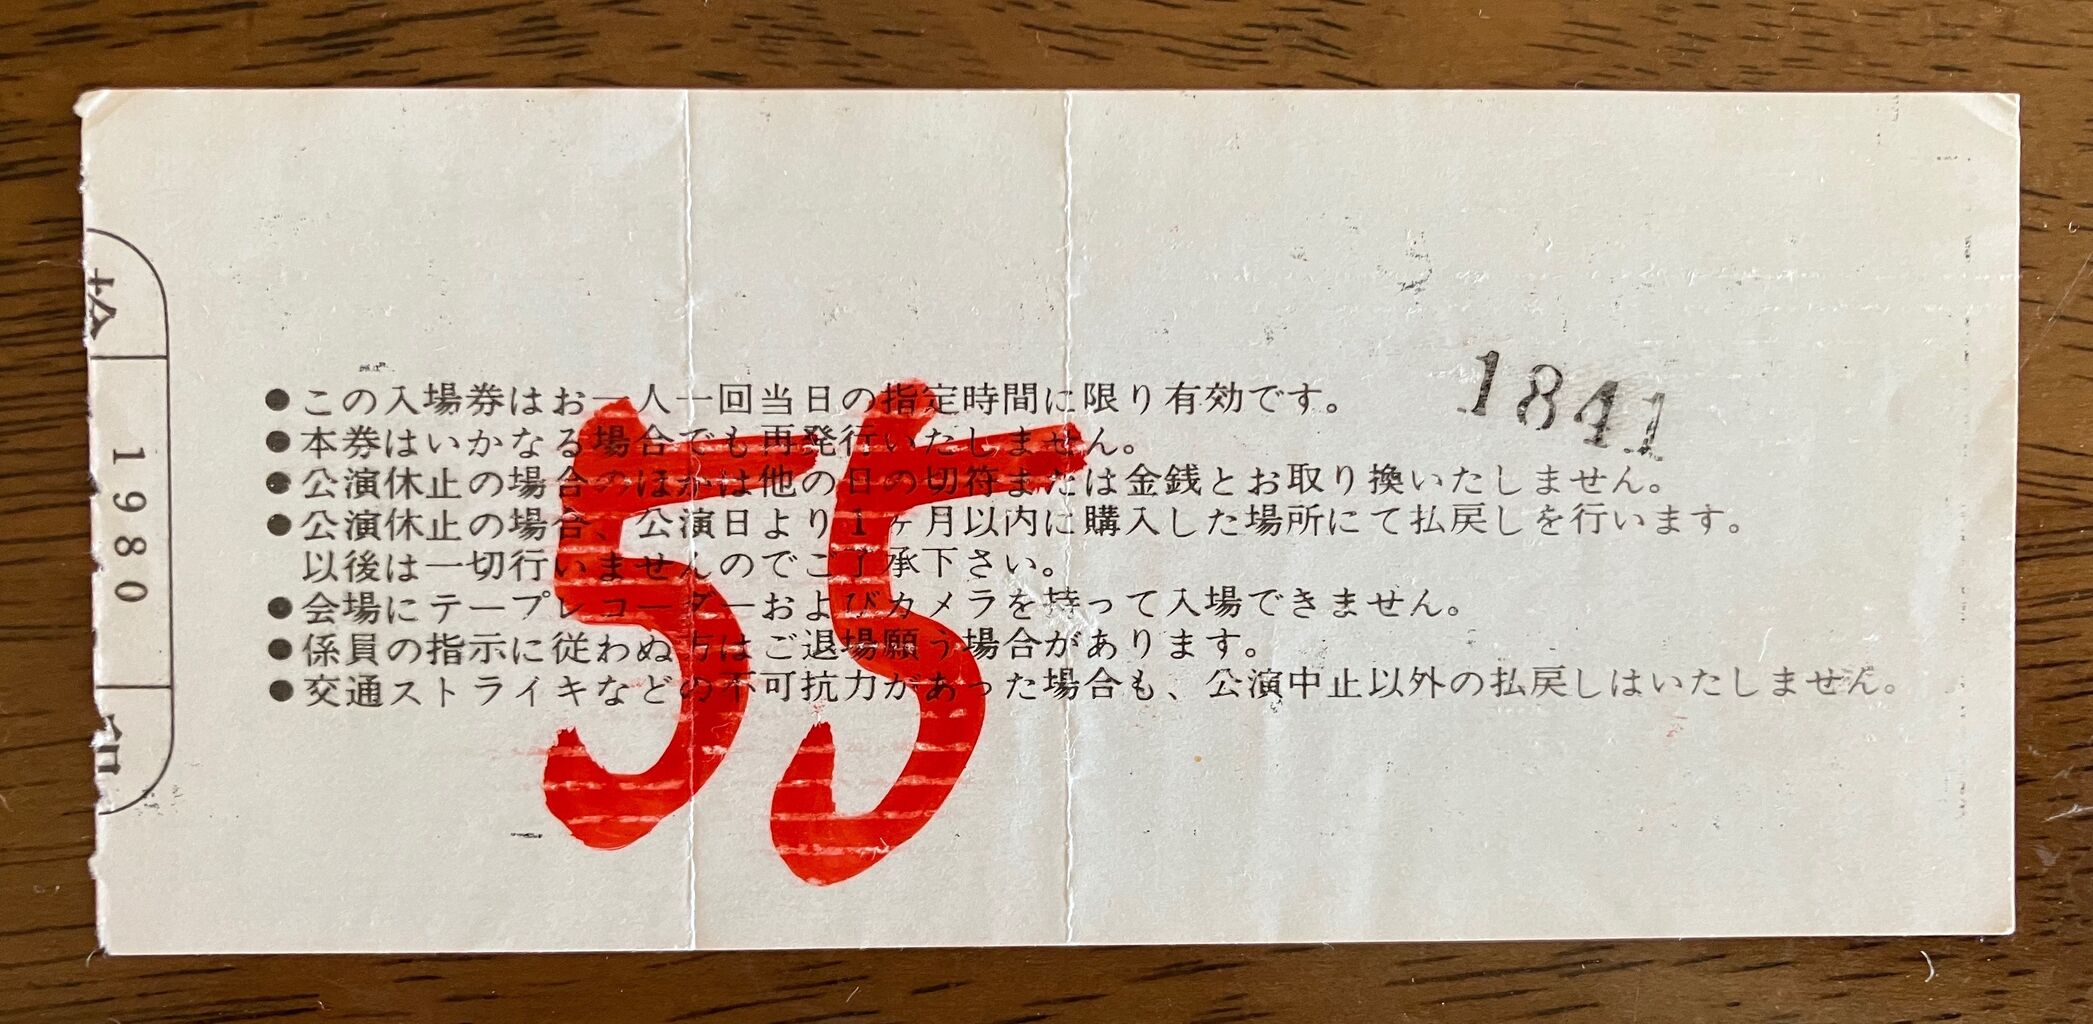 1841
●この入場券はお一人一回当日の指定時間に限り有効です。
●本券はいかなる場合でも再発行いたしません。
●公演休止の場合のほかは他の日の切符または金銭とお取り換いたしません。
●公演休止の場合、公演日より1ヶ月以内に購入した場所にて払戻しを行います。
以後は一切行いませんのでご了承下さい。
●会場にテープレコーダーおよびカメラを持って入場できません。
●係員の指示に従わぬ方はご退場願う場合があります。
●交通ストライキなどの不可抗力があった場合も、公演中止以外の払戻しはいたしません。
55
1980